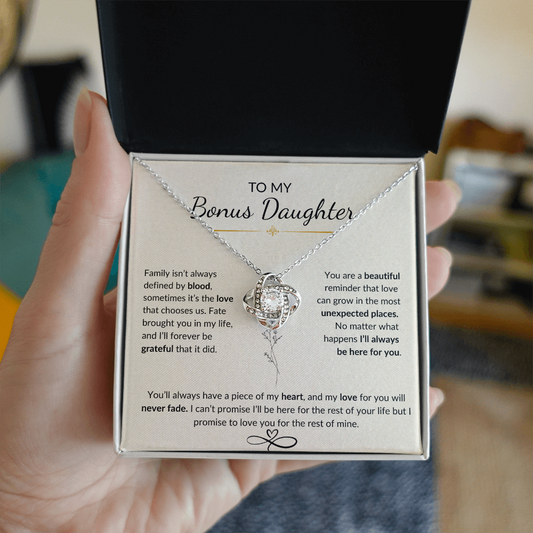 TO MY
Bonus Daughter
Family isn't always
defined by blood,
sometimes it's the love
that chooses us. Fate
brought you in my life,
and I'll forever be
grateful that it did.
You are a beautiful
reminder that love
can grow in the most
unexpected places.
No matter what
happens I'll always
be here for you.
You'll always have a piece of my heart, and my love for you will
never fade. I can't promise I'll be here for the rest of your life but I
promise to love you for the rest of mine.